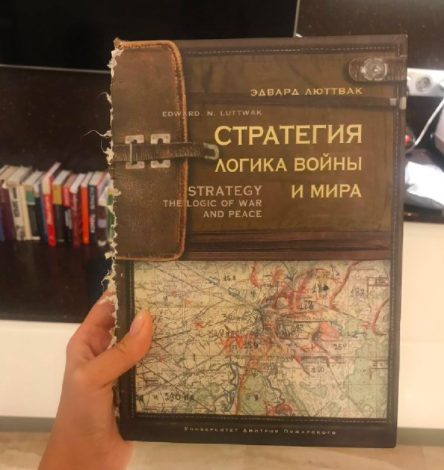 ЭДВАРД ЛЮТТВАК
EDWARD N. LUTTWAK
СТРАТЕГИЯ
ЛОГИКА ВОЙНЫ
И МИРА
STRATEGY
THE LOGIC OF WAR
AND PEACE
УНИВЕРСИТЕТ ДМИТРИЯ ПОЖАРСКОГО